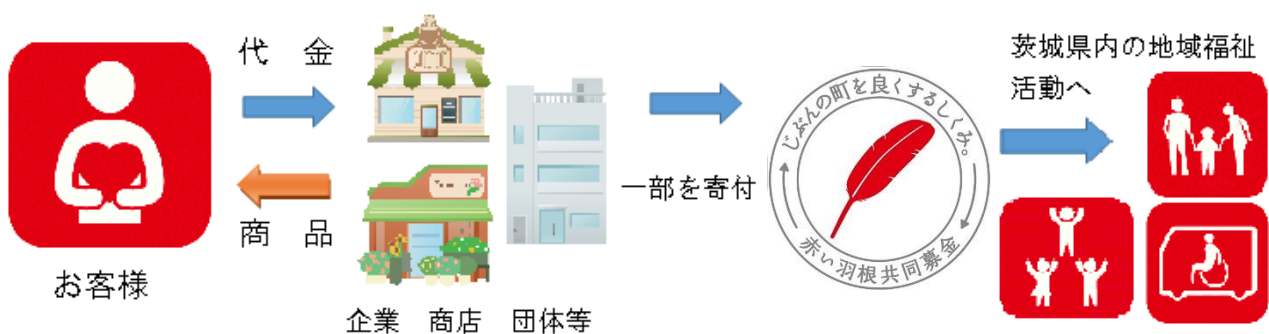 代 金
商 品
お客様
企業 商店 団体等
一部を寄付
じぶんの町を良くするしくみ。
赤い羽根共同募金
茨城県内の地域福祉
活動へ